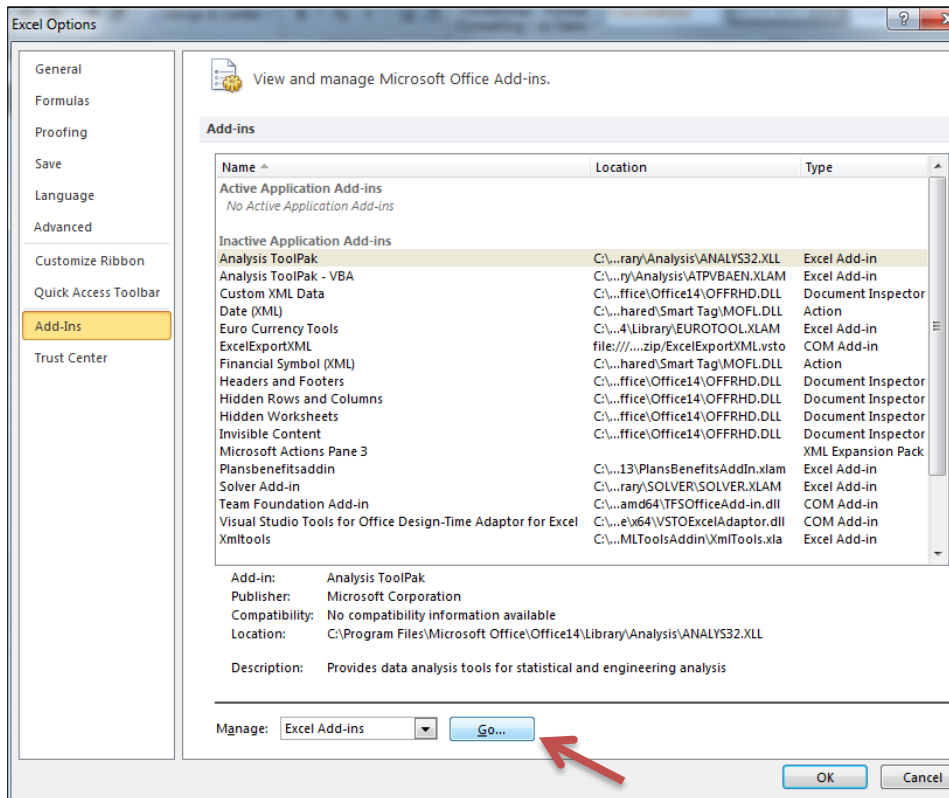 Excel Options
General
Formulas
Proofing
Save
Language
Advanced
Customize Ribbon
Quick Access Toolbar
Add-Ins
Trust Center
View and manage Microsoft Office Add-ins.
Add-ins
Name Location Type
Active Application Add-ins
No Active Application Add-ins
Inactive Application Add-ins
Analysis ToolPak C:\...rary\Analysis\ANALYS32.XLL Excel Add-in
Analysis ToolPak - VBA C:\...ry\Analysis\ATPVBAEN.XLAM Excel Add-in
Custom XML Data C:\...ffice\Office14\OFFRHD.DLL Document Inspector
Date (XML) C:\...hared\Smart Tag\MOFL.DLL Action
Euro Currency Tools C:\...4\Library\EUROTOOL.XLAM Excel Add-in
ExcelExportXML file:///....zip/ExcelExportXML.vsto COM Add-in
Financial Symbol (XML) C:\...hared\Smart Tag\MOFL.DLL Action
Headers and Footers C:\...ffice\Office14\OFFRHD.DLL Document Inspector
Hidden Rows and Columns C:\...ffice\Office14\OFFRHD.DLL Document Inspector
Hidden Worksheets C:\...ffice\Office14\OFFRHD.DLL Document Inspector
Invisible Content C:\...ffice\Office14\OFFRHD.DLL Document Inspector
Microsoft Actions Pane 3 XML Expansion Pack
Plansbenefitsaddin C:\...13\PlansBenefitsAddIn.xlam Excel Add-in
Solver Add-in C:\...rary\SOLVER\SOLVER.XLAM Excel Add-in
Team Foundation Add-in C:\...amd64\TFSOfficeAdd-in.dll COM Add-in
Visual Studio Tools for Office Design-Time Adaptor for Excel C:\...e\x64\VSTOExcelAdaptor.dll COM Add-in
Xmltools C:\...MLToolsAddin\XmlTools.xla Excel Add-in
Add-in: Analysis ToolPak
Publisher: Microsoft Corporation
Compatibility: No compatibility information available
Location: C:\Program Files\Microsoft Office\Office14\Library\Analysis\ANALYS32.XLL
Description: Provides data analysis tools for statistical and engineering analysis
Manage: Excel Add-ins Go...
OK Cancel